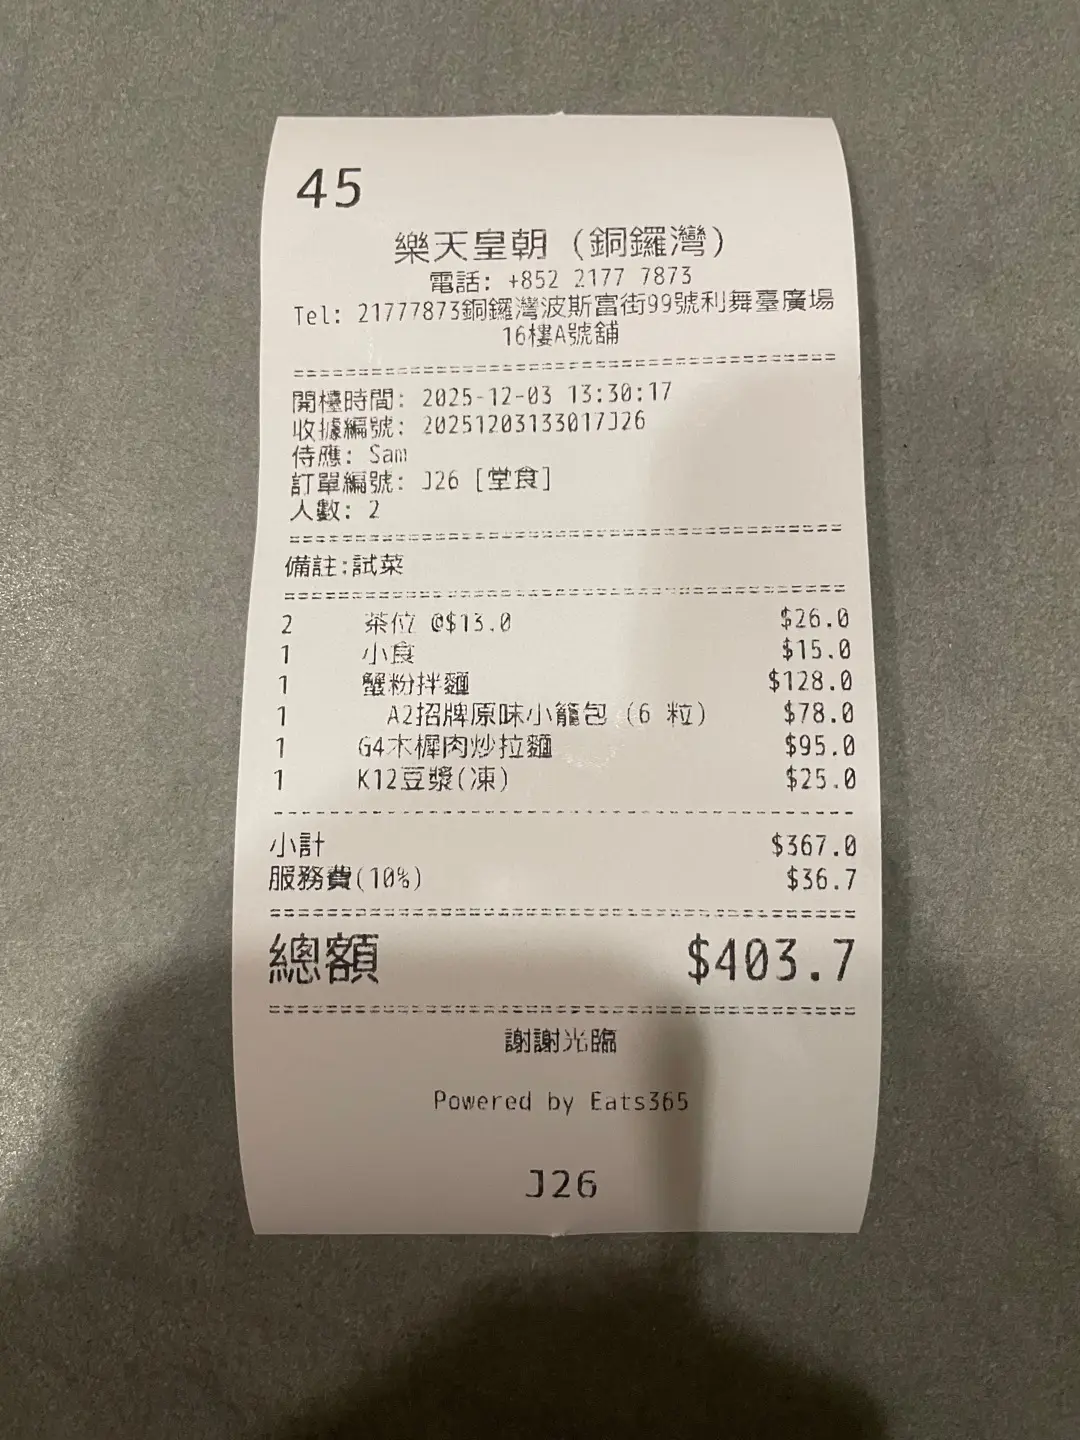 45
樂天皇朝 (銅鑼灣)
電話: +852 2177 7873
Tel: 21777873銅鑼灣波斯富街99號利舞臺廣場
16樓A號舖
開檯時間: 2025-12-03 13:30:17
收據編號: 20251203133017J26
侍應: Sam
訂單編號: J26 [堂食]
人數: 2
備註:試菜
2 茶位 @$13.0 $26.0
1 小食 $15.0
1 蟹粉拌麵 $128.0
1 A2招牌原味小籠包 (6 粒) $78.0
1 G4木樨肉炒拉麵 $95.0
1 K12豆漿(凍) $25.0
小計 $367.0
服務費(10%) $36.7
總額 $403.7
謝謝光臨
Powered by Eats365
J26